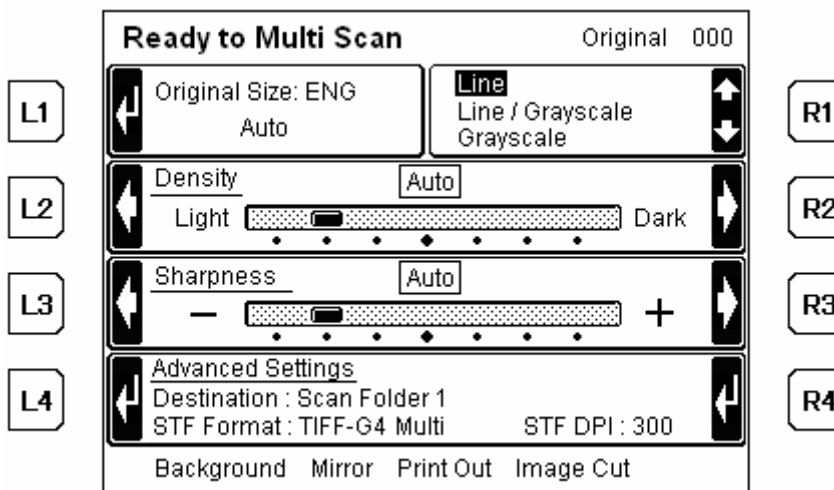 Ready to Multi Scan Original 000
L1
Original Size: ENG
Auto
Line
Line / Grayscale
Grayscale
R1
L2
Density Auto
Light Dark
R2
L3
Sharpness Auto
− +
R3
L4
Advanced Settings
Destination : Scan Folder 1
STF Format : TIFF-G4 Multi STF DPI : 300
R4
Background Mirror Print Out Image Cut